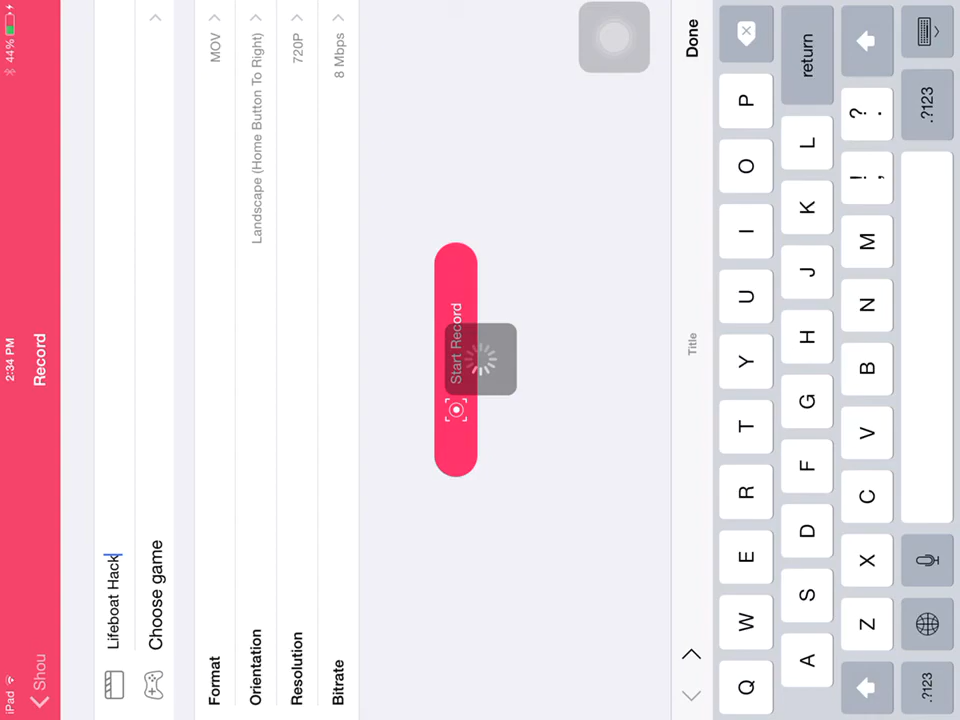 iPad 2:34 PM 44%
Shou Record
Lifeboat Hack
Choose game
Format MOV
Orientation Landscape (Home Button To Right)
Resolution 720P
Bitrate 8 Mbps
Start Record
Title Done
Q W E R T Y U I O P
A S D F G H J K L return
Z X C V B N M ! , ? .
.?123 .?123